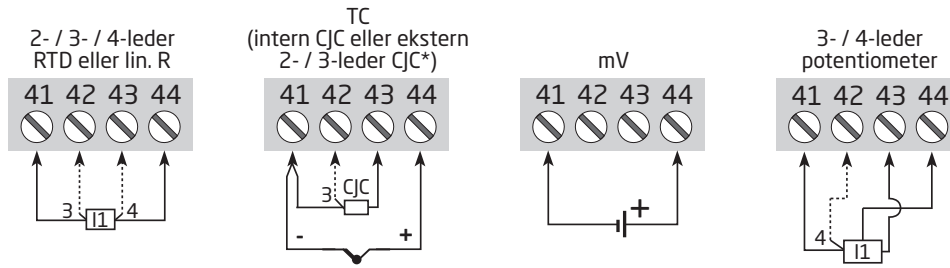 2- / 3- / 4-leder
RTD eller lin. R
41 42 43 44
3 I1 4
TC
(intern CJC eller ekstern
2- / 3-leder CJC*)
41 42 43 44
3 CJC
- +
mV
41 42 43 44
+
3- / 4-leder
potentiometer
41 42 43 44
4 I1